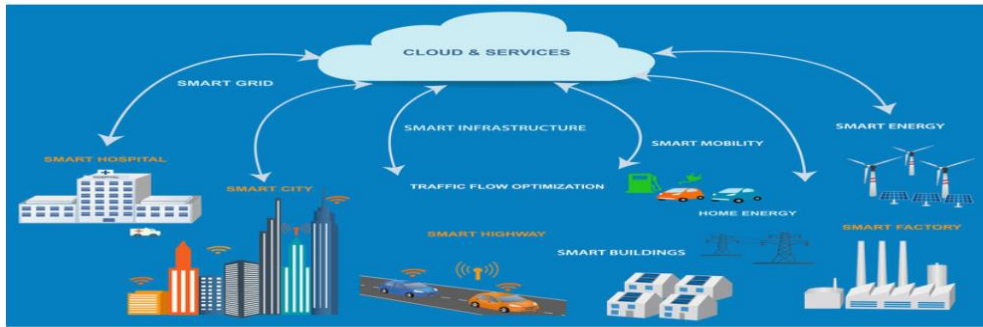 CLOUD & SERVICES
SMART GRID
SMART INFRASTRUCTURE
SMART ENERGY
SMART MOBILITY
SMART HOSPITAL
HOSPITAL
SMART CITY
TRAFFIC FLOW OPTIMIZATION
HOME ENERGY
SMART HIGHWAY
SMART FACTORY
SMART BUILDINGS